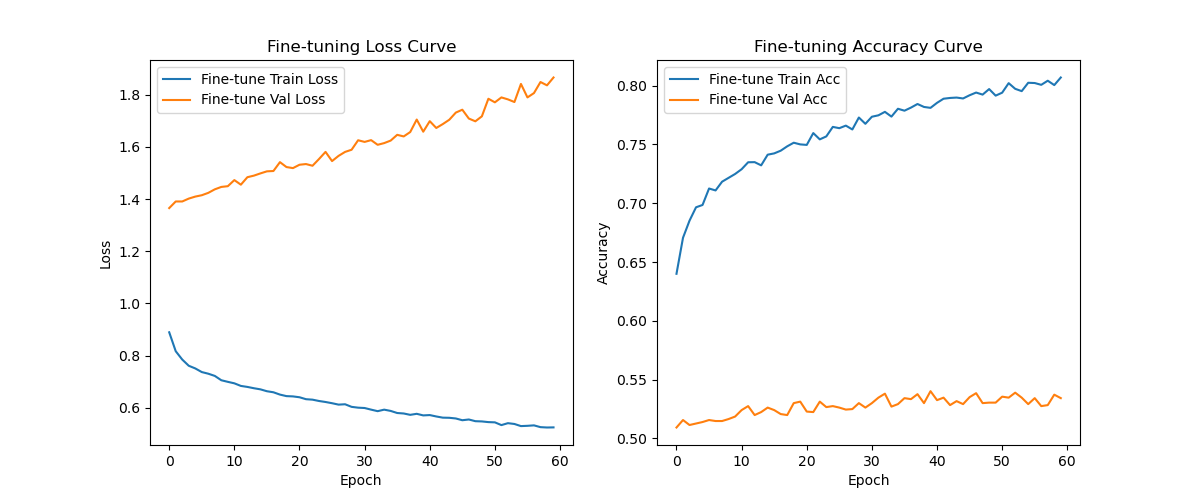 Fine-tuning Loss Curve
Fine-tune Train Loss
Fine-tune Val Loss
1.8
1.6
1.4
1.2
1.0
0.8
0.6
Loss
0
10
20
30
40
50
60
Epoch
Fine-tuning Accuracy Curve
Fine-tune Train Acc
Fine-tune Val Acc
0.80
0.75
0.70
0.65
0.60
0.55
0.50
Accuracy
0
10
20
30
40
50
60
Epoch